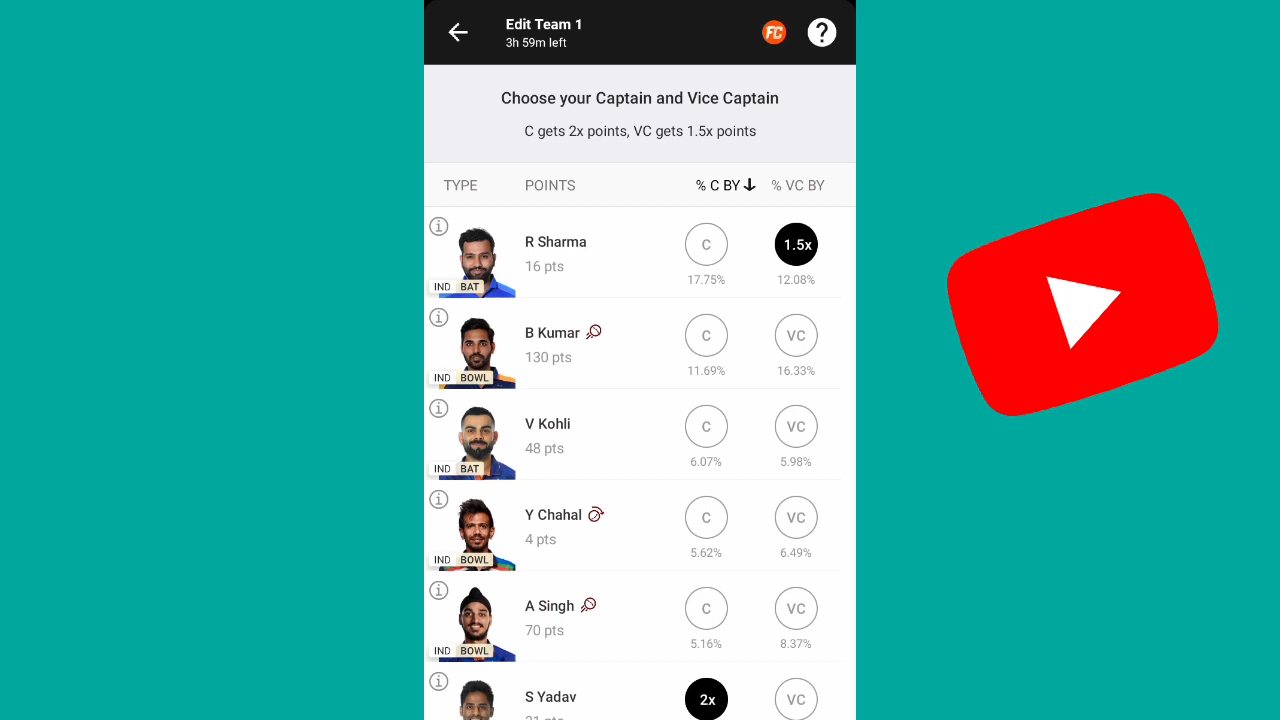 Edit Team 1
3h 59m left
FC
?
Choose your Captain and Vice Captain
C gets 2x points, VC gets 1.5x points
TYPE POINTS % C BY % VC BY
R Sharma
16 pts
C 1.5x
17.75% 12.08%
IND BAT
B Kumar
130 pts
C VC
11.69% 16.33%
IND BOWL
V Kohli
48 pts
C VC
6.07% 5.98%
IND BAT
Y Chahal
4 pts
C VC
5.62% 6.49%
IND BOWL
A Singh
70 pts
C VC
5.16% 8.37%
IND BOWL
S Yadav
2x VC